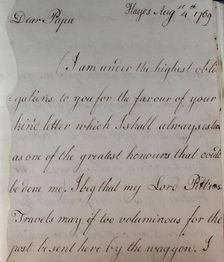 Hayes Augst 4th 1769
Dear Papa
I am under the highest obli
-gations to you for the favour of your
kind letter which I shall always esteem
as one of the greatest honours that could
be done me. I beg that my Lord Pitt's
Travels may if too voluminous for the
post be sent here by the waggon. I